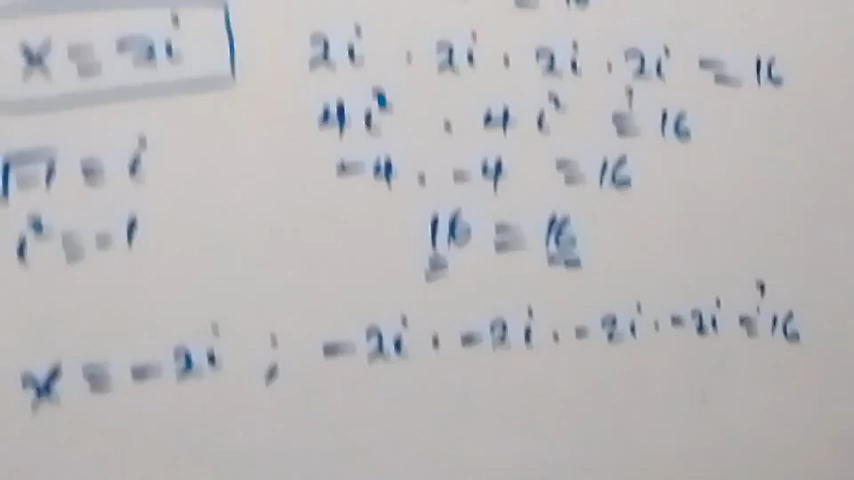 x = 2i
2i . 2i . 2i . 2i = 16
4i² . 4i² ≟ 16
√-1 = i
-4 . -4 = 16
i² = -1
16 = 16
x = -2i ; -2i . -2i . -2i . -2i ≟ 16